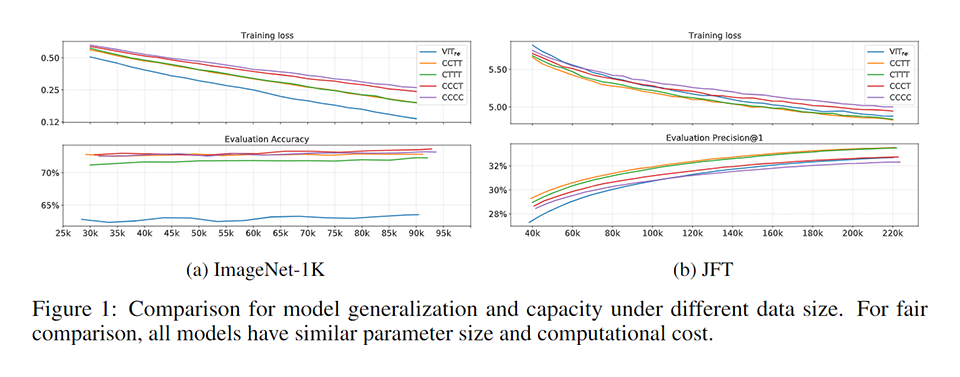 Training loss
0.50
0.25
0.12
VITre
CCTT
CTTT
CCCT
CCCC
Evaluation Accuracy
70%
65%
25k 30k 35k 40k 45k 50k 55k 60k 65k 70k 75k 80k 85k 90k 95k
(a) ImageNet-1K
Training loss
5.50
5.00
VITre
CCTT
CTTT
CCCT
CCCC
Evaluation Precision@1
32%
30%
28%
40k 60k 80k 100k 120k 140k 160k 180k 200k 220k
(b) JFT
Figure 1: Comparison for model generalization and capacity under different data size. For fair
comparison, all models have similar parameter size and computational cost.